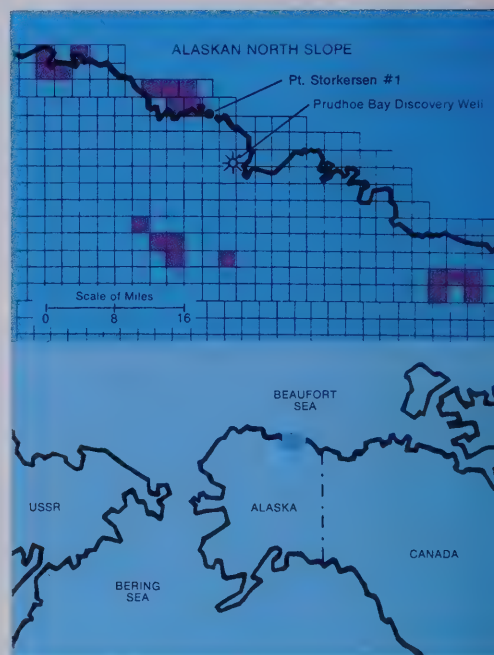 ALASKAN NORTH SLOPE
Pt. Storkersen #1
Prudhoe Bay Discovery Well
Scale of Miles
0 8 16
BEAUFORT
SEA
USSR
ALASKA
CANADA
BERING
SEA